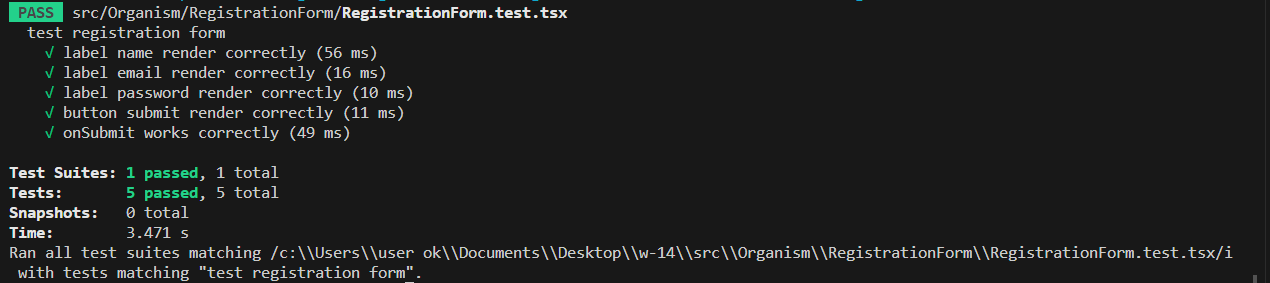 PASS src/Organism/RegistrationForm/RegistrationForm.test.tsx
test registration form
√ label name render correctly (56 ms)
√ label email render correctly (16 ms)
√ label password render correctly (10 ms)
√ button submit render correctly (11 ms)
√ onSubmit works correctly (49 ms)
Test Suites: 1 passed, 1 total
Tests: 5 passed, 5 total
Snapshots: 0 total
Time: 3.471 s
Ran all test suites matching /c:\\Users\\user ok\\Documents\\Desktop\\w-14\\src\\Organism\\RegistrationForm\\RegistrationForm.test.tsx/i
with tests matching "test registration form".